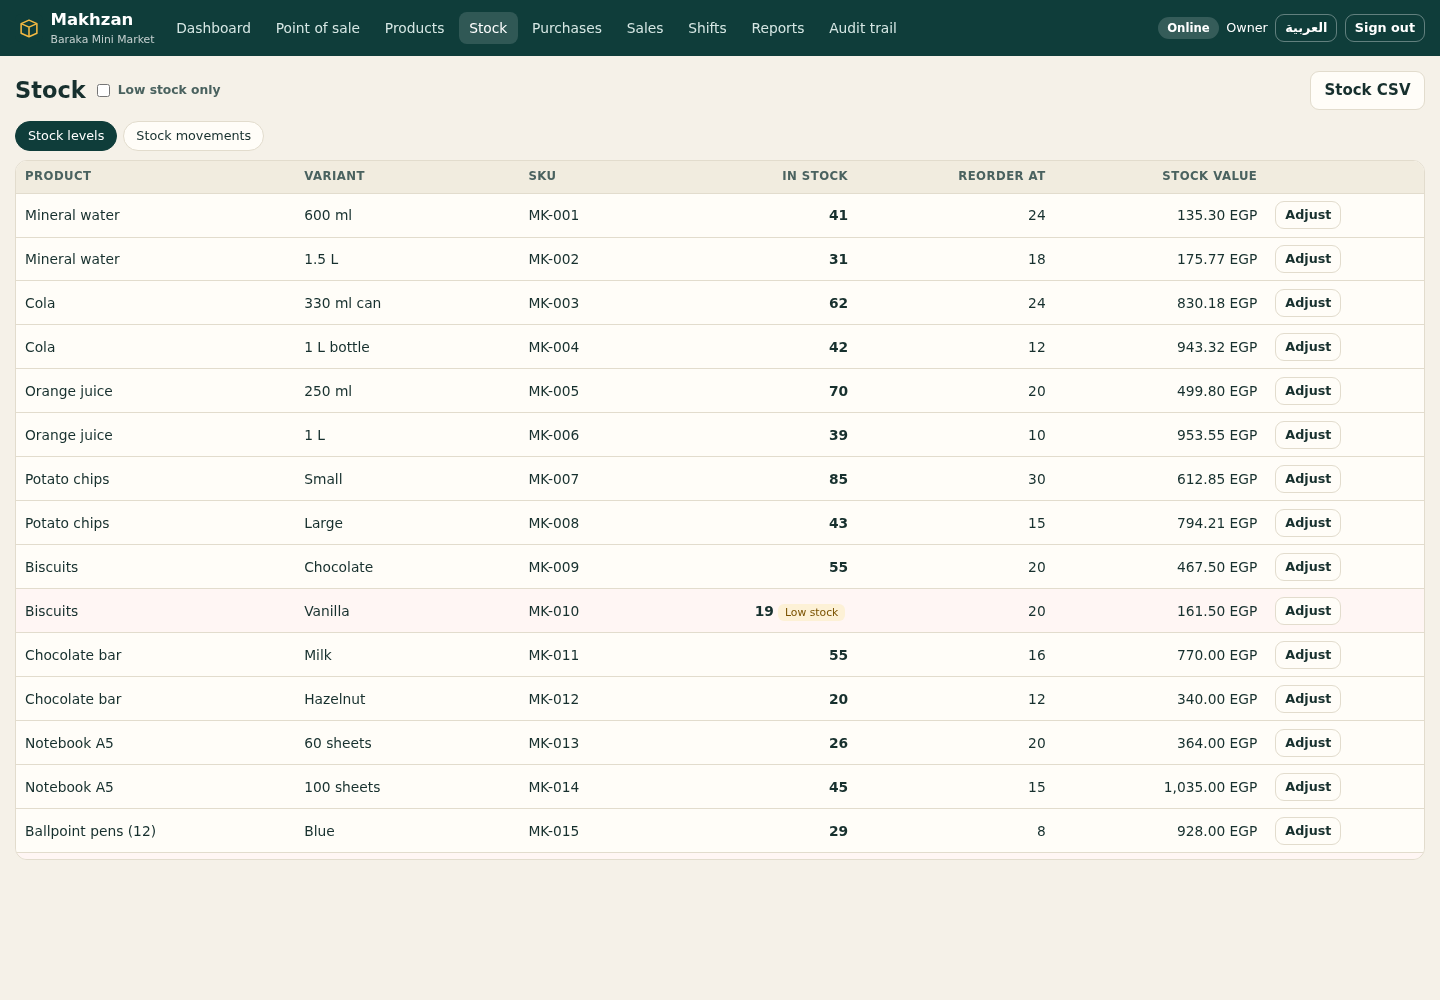 Makhzan
Baraka Mini Market
Dashboard Point of sale Products Stock Purchases Sales Shifts Reports Audit trail Online Owner العربية Sign out
Stock Low stock only Stock CSV
Stock levels Stock movements
PRODUCT VARIANT SKU IN STOCK REORDER AT STOCK VALUE
Mineral water 600 ml MK-001 41 24 135.30 EGP Adjust
Mineral water 1.5 L MK-002 31 18 175.77 EGP Adjust
Cola 330 ml can MK-003 62 24 830.18 EGP Adjust
Cola 1 L bottle MK-004 42 12 943.32 EGP Adjust
Orange juice 250 ml MK-005 70 20 499.80 EGP Adjust
Orange juice 1 L MK-006 39 10 953.55 EGP Adjust
Potato chips Small MK-007 85 30 612.85 EGP Adjust
Potato chips Large MK-008 43 15 794.21 EGP Adjust
Biscuits Chocolate MK-009 55 20 467.50 EGP Adjust
Biscuits Vanilla MK-010 19 Low stock 20 161.50 EGP Adjust
Chocolate bar Milk MK-011 55 16 770.00 EGP Adjust
Chocolate bar Hazelnut MK-012 20 12 340.00 EGP Adjust
Notebook A5 60 sheets MK-013 26 20 364.00 EGP Adjust
Notebook A5 100 sheets MK-014 45 15 1,035.00 EGP Adjust
Ballpoint pens (12) Blue MK-015 29 8 928.00 EGP Adjust